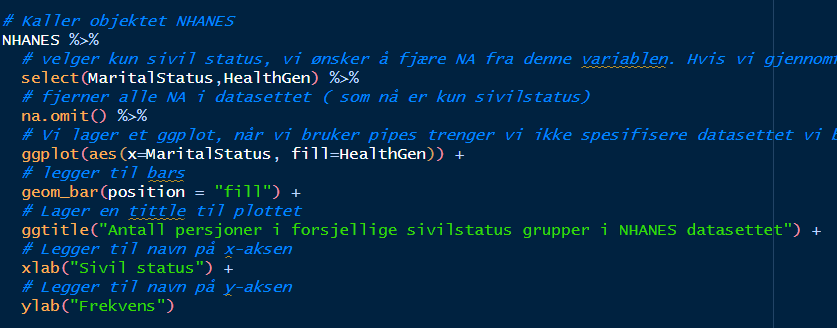 # Kaller objektet NHANES
NHANES %>%
# velger kun sivil status, vi ønsker å fjære NA fra denne variablen. Hvis vi gjennom
select(MaritalStatus,HealthGen) %>%
# fjerner alle NA i datasettet ( som nå er kun sivilstatus)
na.omit() %>%
# Vi lager et ggplot, når vi bruker pipes trenger vi ikke spesifisere datasettet vi b
ggplot(aes(x=MaritalStatus, fill=HealthGen)) +
# legger til bars
geom_bar(position = "fill") +
# Lager en tittle til plottet
ggtitle("Antall persjoner i forsjellige sivilstatus grupper i NHANES datasettet") +
# Legger til navn på x-aksen
xlab("Sivil status") +
# Legger til navn på y-aksen
ylab("Frekvens")